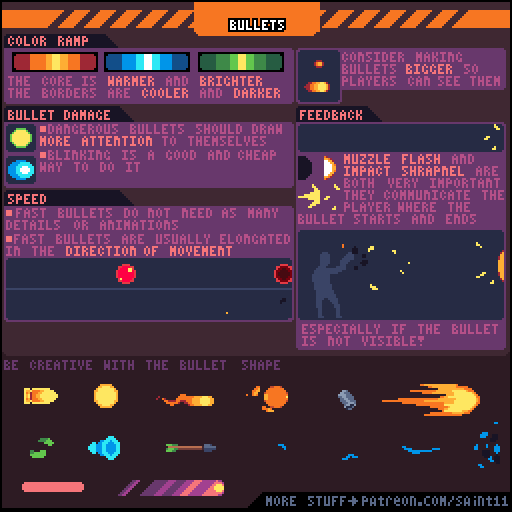 BULLETS
COLOR RAMP
THE CORE IS WARMER AND BRIGHTER
THE BORDERS ARE COOLER AND DARKER
CONSIDER MAKING
BULLETS BIGGER SO
PLAYERS CAN SEE THEM
BULLET DAMAGE
DANGEROUS BULLETS SHOULD DRAW
MORE ATTENTION TO THEMSELVES
BLINKING IS A GOOD AND CHEAP
WAY TO DO IT
FEEDBACK
MUZZLE FLASH AND
IMPACT SHRAPNEL ARE
BOTH VERY IMPORTANT
THEY COMMUNICATE THE
PLAYER WHERE THE
BULLET STARTS AND ENDS
SPEED
FAST BULLETS DO NOT NEED AS MANY
DETAILS OR ANIMATIONS
FAST BULLETS ARE USUALLY ELONGATED
IN THE DIRECTION OF MOVEMENT
ESPECIALLY IF THE BULLET
IS NOT VISIBLE!
BE CREATIVE WITH THE BULLET SHAPE
MORE STUFF→PATREON.COM/SAINT11